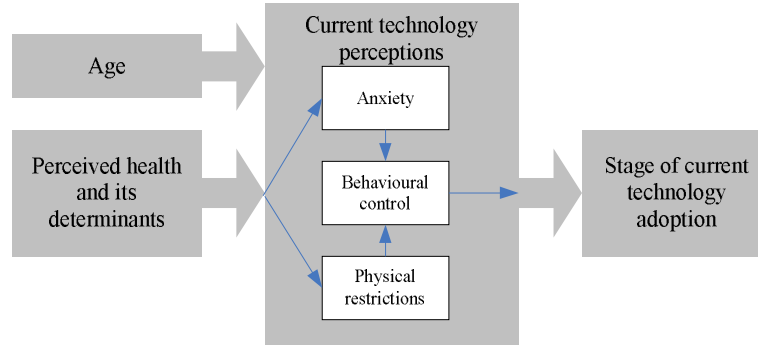 Current technology
perceptions
Age
Anxiety
Perceived health
and its
determinants
Behavioural
control
Stage of current
technology
adoption
Physical
restrictions